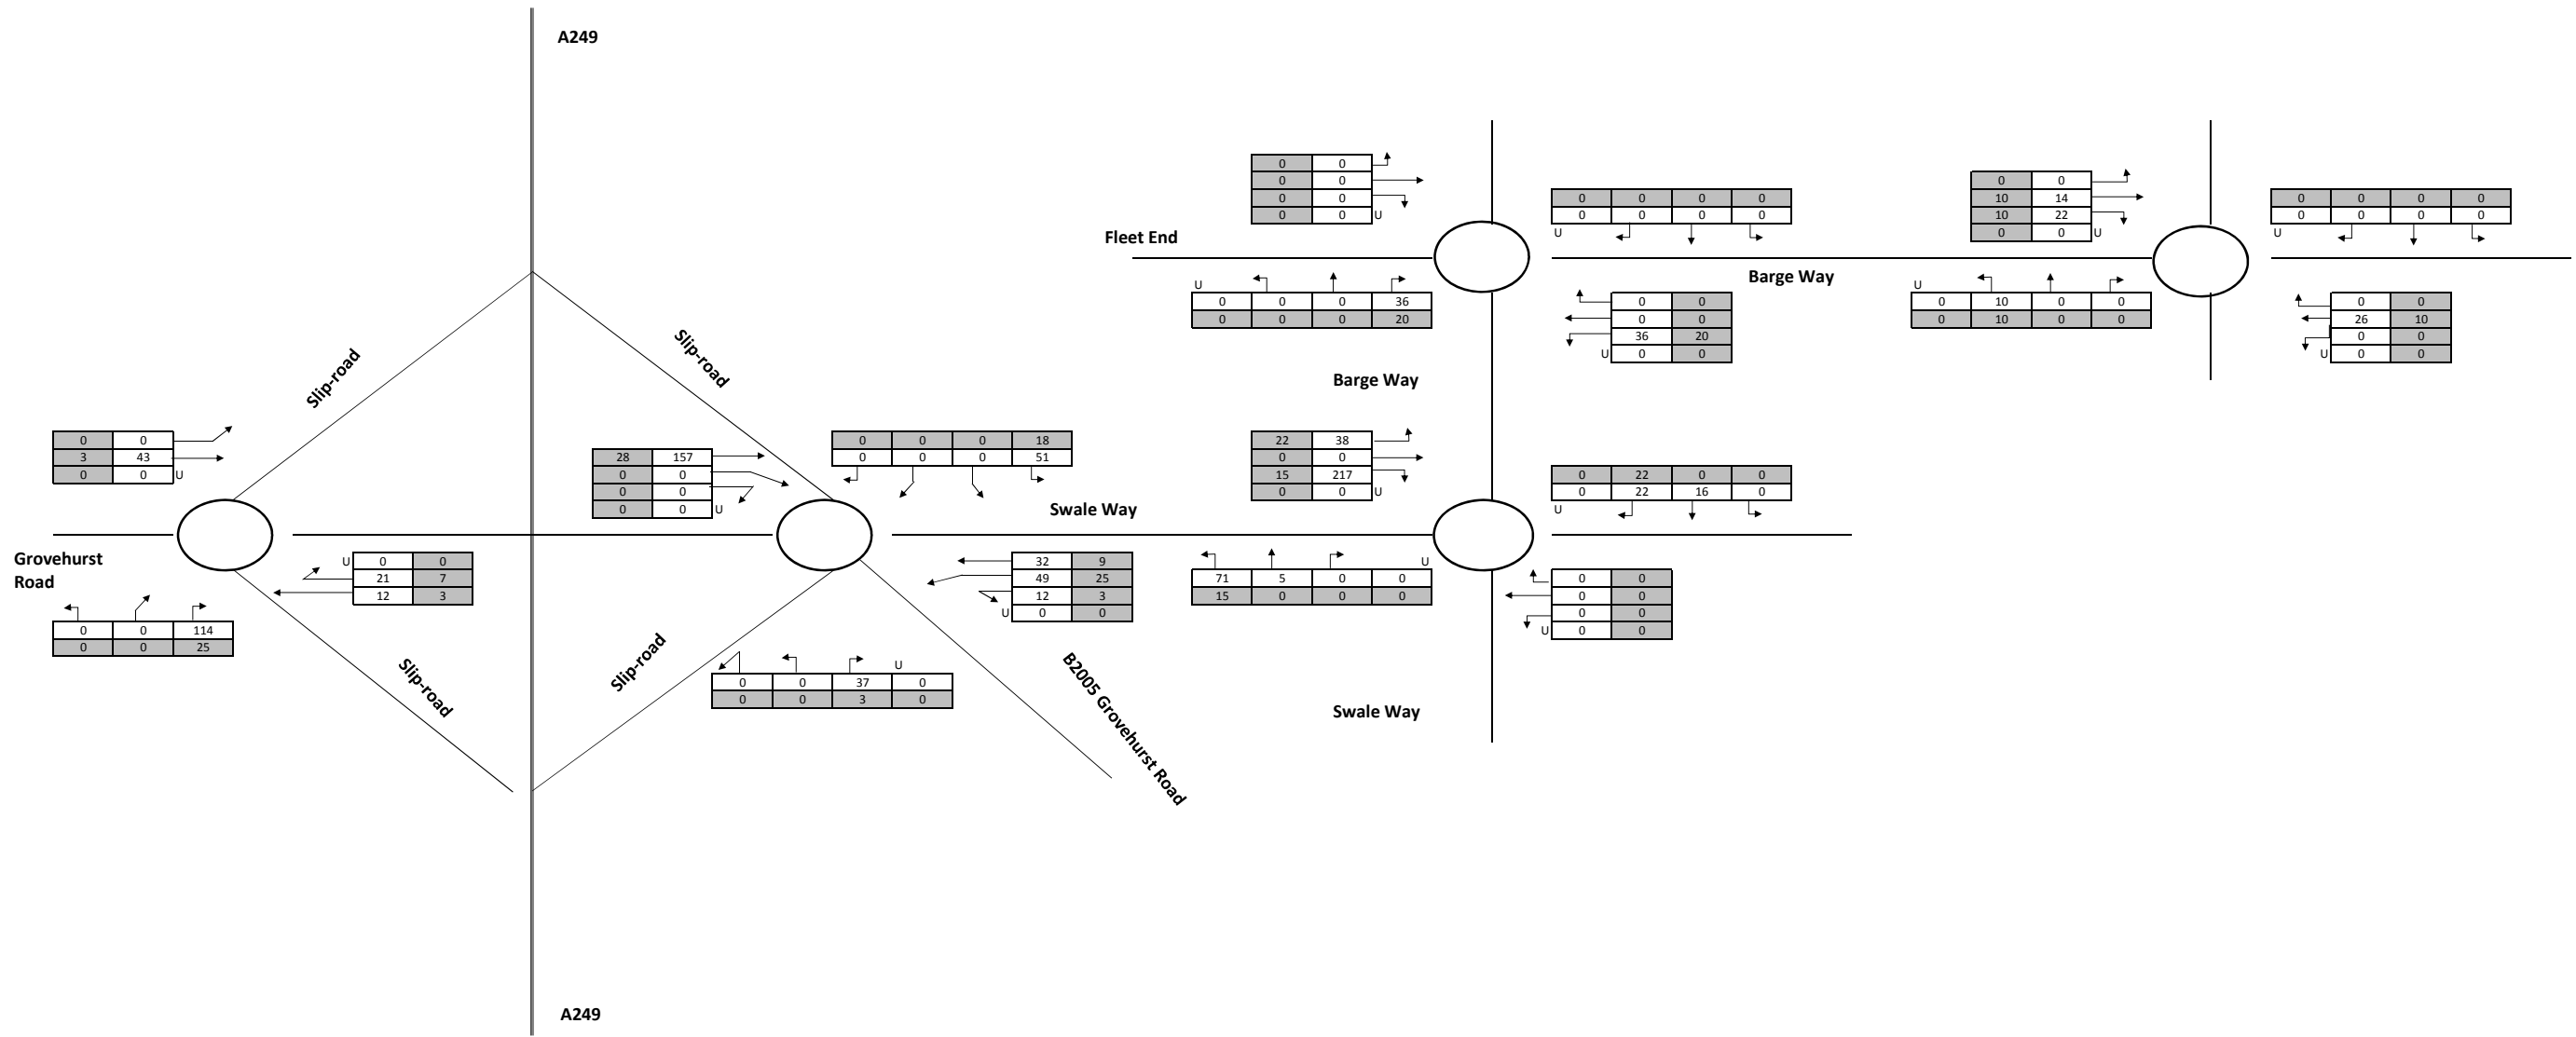 A249
0 0
0 0
0 0
0 0 U
0 0 0 0
0 0 0 0
U
0 0
10 14
10 22
0 0 U
0 0 0 0
0 0 0 0
U
Fleet End
Barge Way
U
0 0 0 36
0 0 0 20
0 0
0 0
36 20
U 0 0
U
0 10 0 0
0 10 0 0
0 0
26 10
0 0
U 0 0
Slip-road
Slip-road
Barge Way
0 0
3 43
0 0 U
28 157
0 0
0 0
0 0 U
0 0 0 18
0 0 0 51
22 38
0 0
15 217
0 0 U
0 22 0 0
0 22 16 0
U
Swale Way
Grovehurst
Road
U 0 0
21 7
12 3
32 9
49 25
12 3
U 0 0
U
71 5 0 0
15 0 0 0
0 0
0 0
0 0
U 0 0
0 0 114
0 0 25
Slip-road
Slip-road
U
0 0 37 0
0 0 3 0
B2005 Grovehurst Road
Swale Way
A249